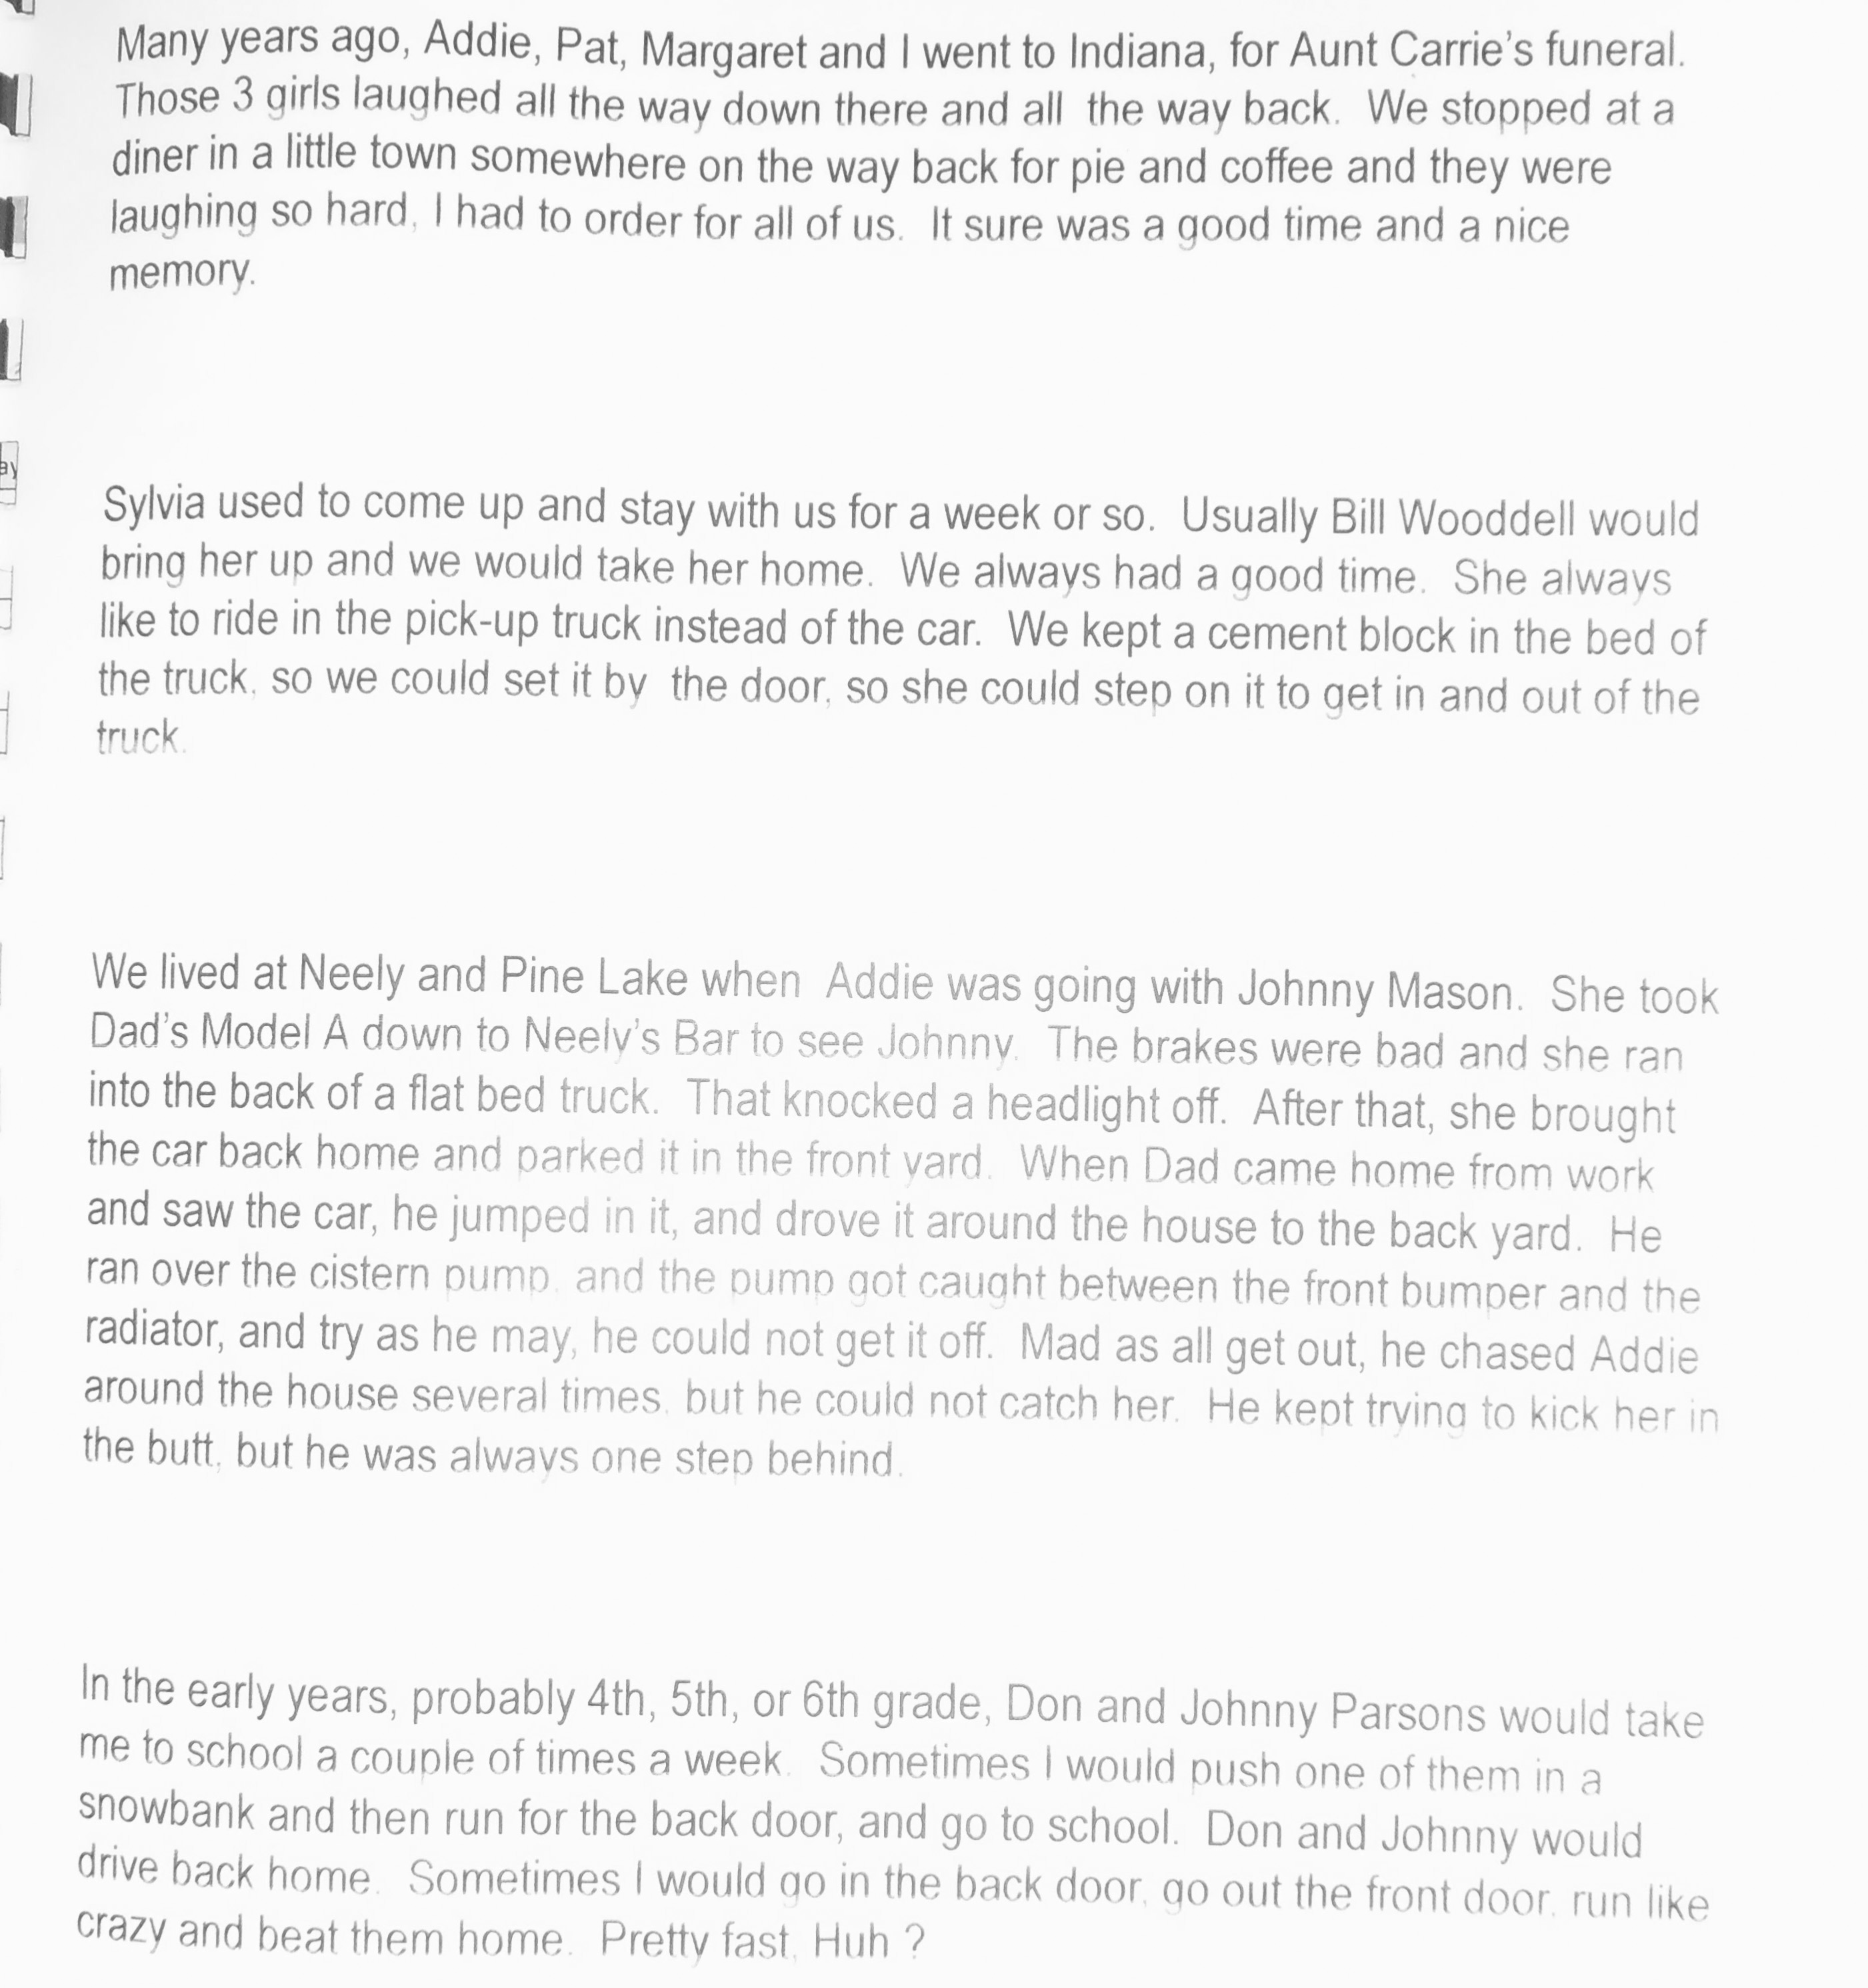 Many years ago, Addie, Pat, Margaret and I went to Indiana, for Aunt Carrie's funeral.
Those 3 girls laughed all the way down there and all  the way back.  We stopped at a
diner in a little town somewhere on the way back for pie and coffee and they were
laughing so hard, I had to order for all of us.  It sure was a good time and a nice
memory.
ay
Sylvia used to come up and stay with us for a week or so.  Usually Bill Wooddell would
bring her up and we would take her home.  We always had a good time.  She always
like to ride in the pick-up truck instead of the car.  We kept a cement block in the bed of
the truck, so we could set it by  the door, so she could step on it to get in and out of the
truck.
We lived at Neely and Pine Lake when  Addie was going with Johnny Mason.  She took
Dad's Model A down to Neely's Bar to see Johnny.  The brakes were bad and she ran
into the back of a flat bed truck.  That knocked a headlight off.  After that, she brought
the car back home and parked it in the front yard.  When Dad came home from work
and saw the car, he jumped in it, and drove it around the house to the back yard.  He
ran over the cistern pump, and the pump got caught between the front bumper and the
radiator, and try as he may, he could not get it off.  Mad as all get out, he chased Addie
around the house several times, but he could not catch her.  He kept trying to kick her in
the butt, but he was always one step behind.
In the early years, probably 4th, 5th, or 6th grade, Don and Johnny Parsons would take
me to school a couple of times a week.  Sometimes I would push one of them in a
snowbank and then run for the back door, and go to school.  Don and Johnny would
drive back home.  Sometimes I would go in the back door, go out the front door, run like
crazy and beat them home.  Pretty fast, Huh ?